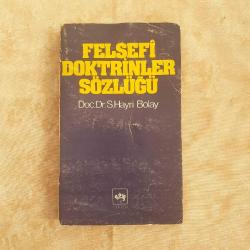 FELSEFİ
DOKTRİNLER
SÖZLÜĞÜ
Doç.Dr.S.Hayri Bolay